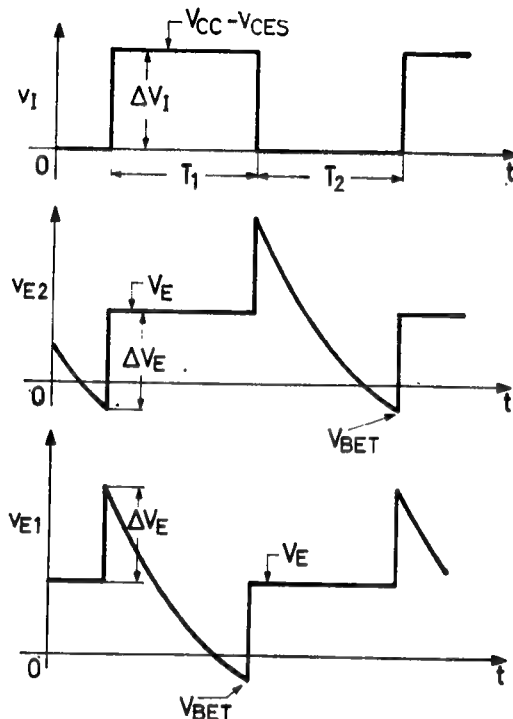 V_CC - V_CES
v_I
ΔV_I
0
T_1
T_2
t
v_E2
V_E
ΔV_E
0
V_BET
t
v_E1
ΔV_E
V_E
0
V_BET
t